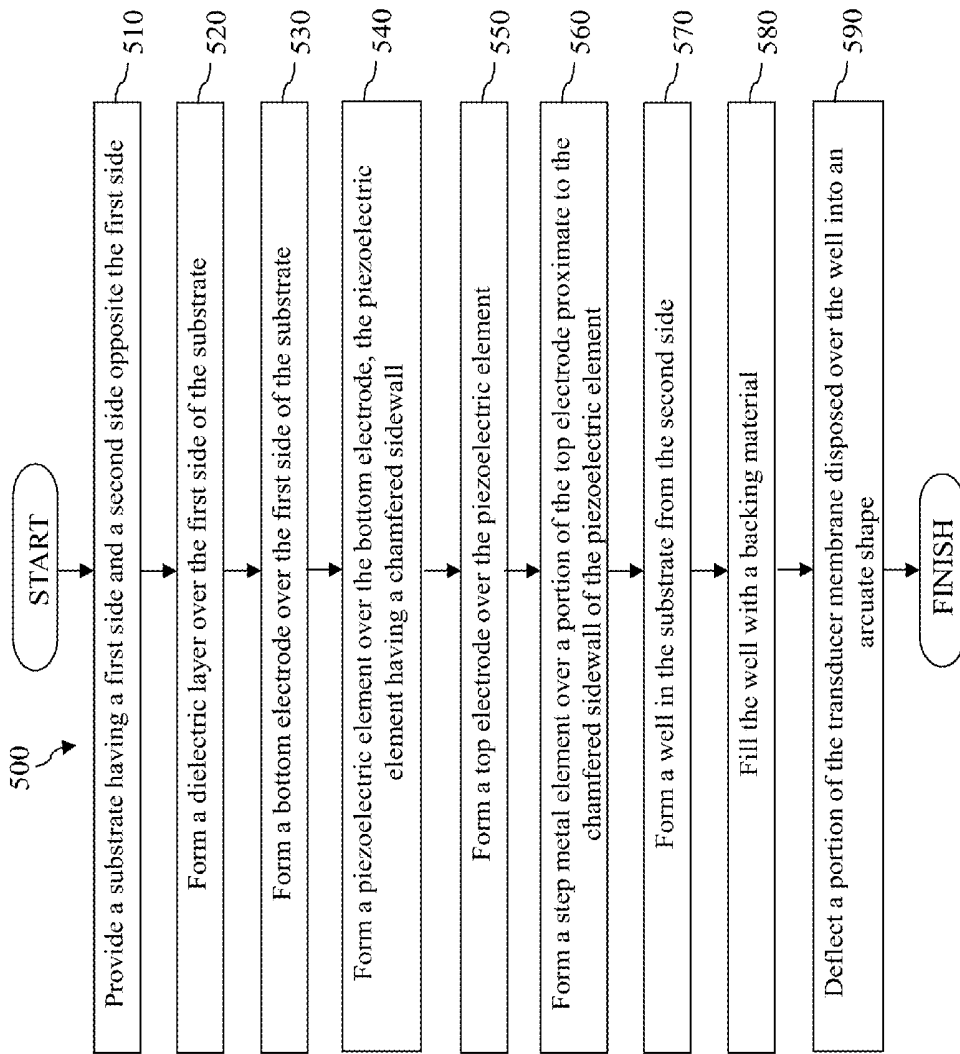 500
START
Provide a substrate having a first side and a second side opposite the first side
510
Form a dielectric layer over the first side of the substrate
520
Form a bottom electrode over the first side of the substrate
530
Form a piezoelectric element over the bottom electrode, the piezoelectric
element having a chamfered sidewall
540
Form a top electrode over the piezoelectric element
550
Form a step metal element over a portion of the top electrode proximate to the
chamfered sidewall of the piezoelectric element
560
Form a well in the substrate from the second side
570
Fill the well with a backing material
580
Deflect a portion of the transducer membrane disposed over the well into an
arcuate shape
590
FINISH